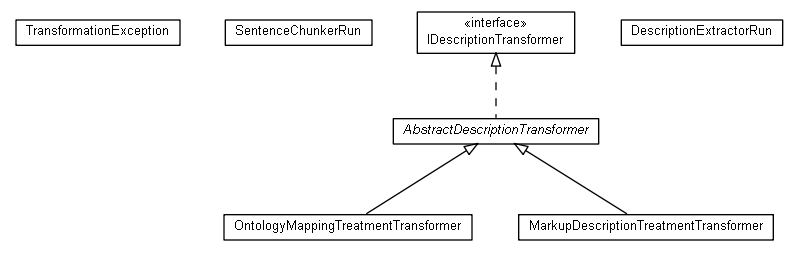 TransformationException
SentenceChunkerRun
«interface»
IDescriptionTransformer
DescriptionExtractorRun
AbstractDescriptionTransformer
OntologyMappingTreatmentTransformer
MarkupDescriptionTreatmentTransformer